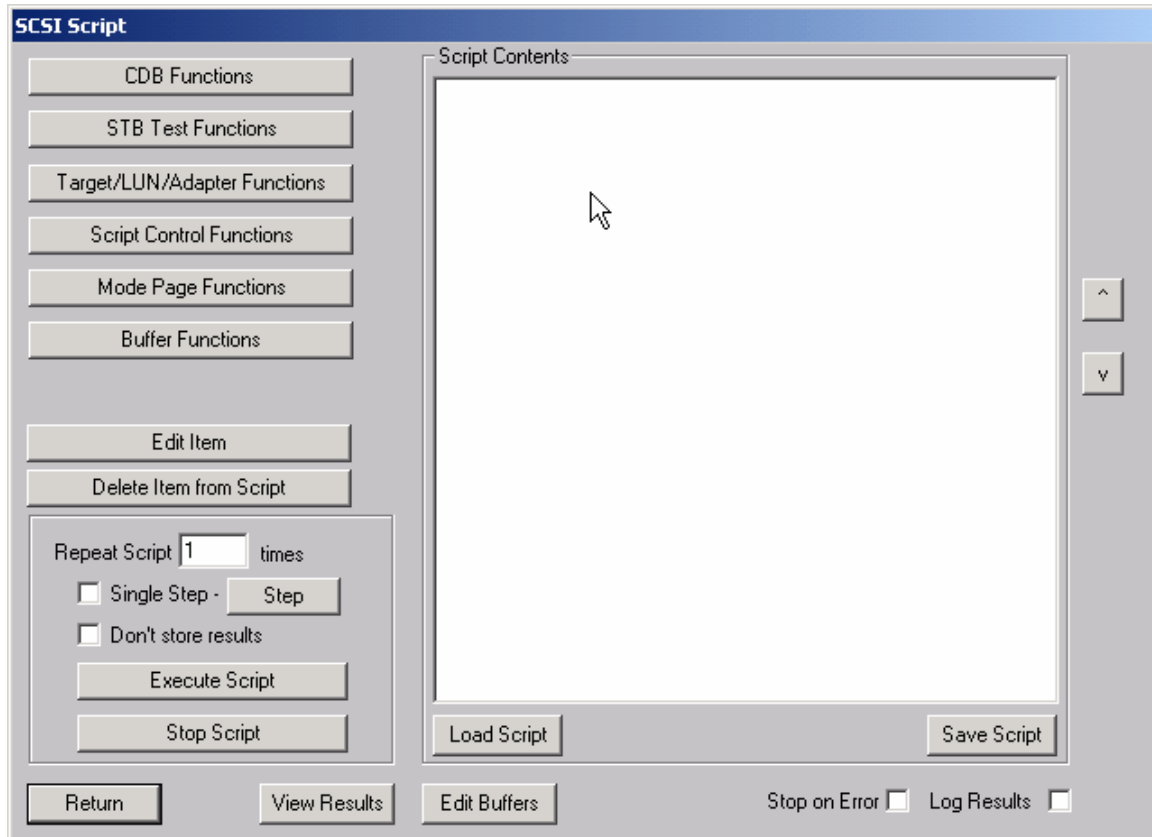 SCSI Script
CDB Functions
STB Test Functions
Target/LUN/Adapter Functions
Script Control Functions
Mode Page Functions
Buffer Functions
Edit Item
Delete Item from Script
Repeat Script 1 times
Single Step - Step
Don't store results
Execute Script
Stop Script
Script Contents
^
v
Load Script Save Script
Return View Results Edit Buffers Stop on Error Log Results